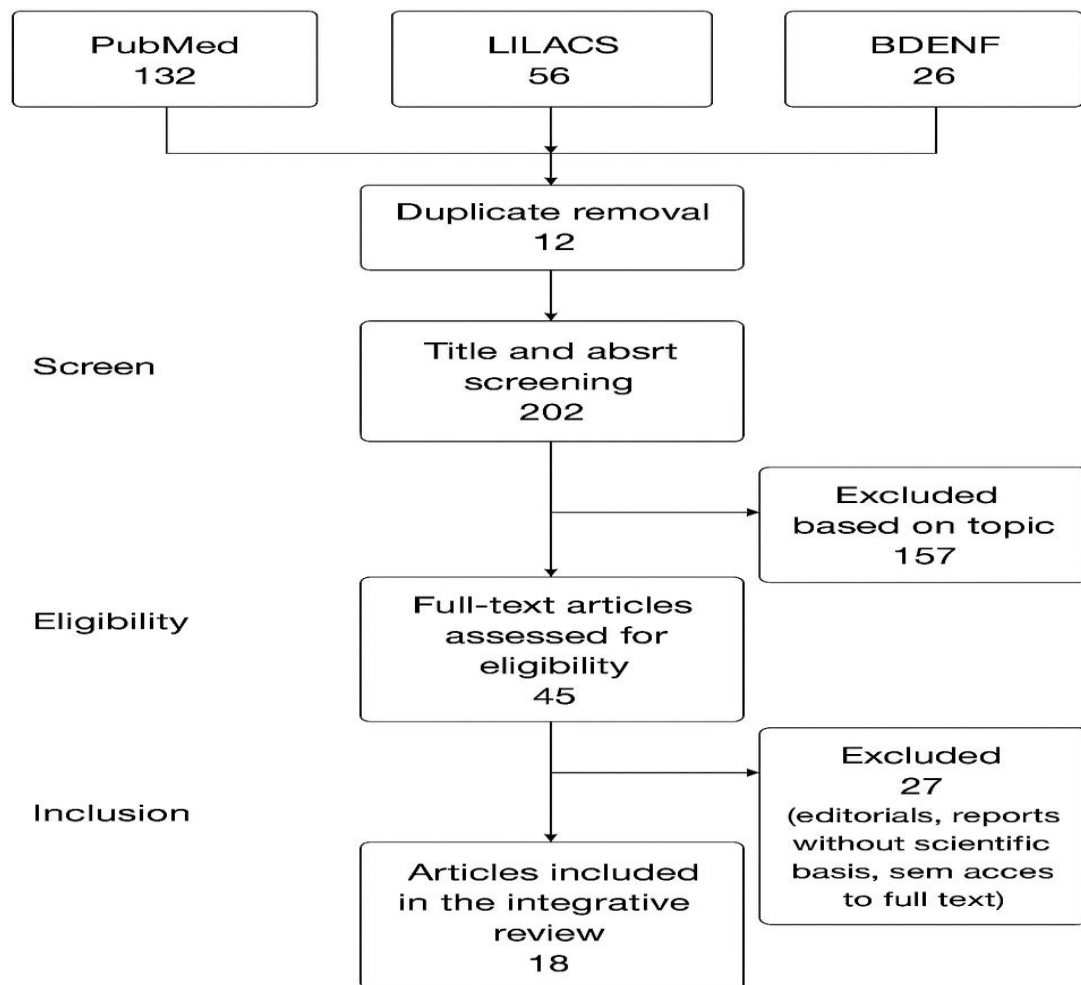 PubMed
132
LILACS
56
BDENF
26
Duplicate removal
12
Screen
Title and absrt
screening
202
Excluded
based on topic
157
Eligibility
Full-text articles
assessed for
eligibility
45
Excluded
27
(editorials, reports
without scientific
basis, sem acces
to full text)
Inclusion
Articles included
in the integrative
review
18